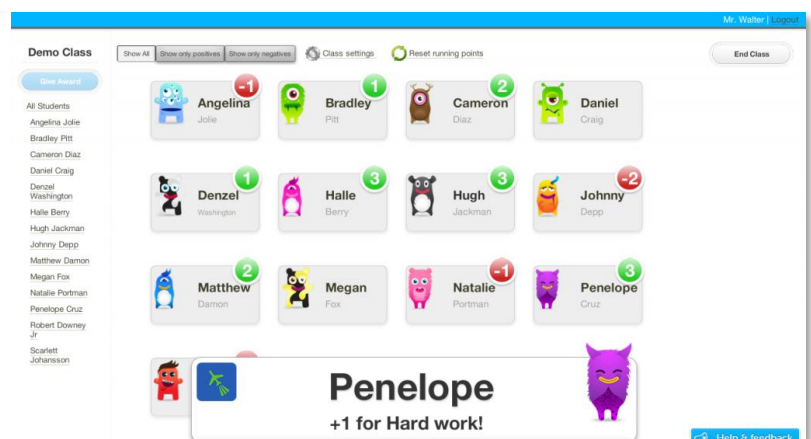 Mr. Walter | Logout
Demo Class
Show All Show only positives Show only negatives Class settings Reset running points
End Class
Give Award
All Students
Angelina Jolie
Bradley Pitt
Cameron Diaz
Daniel Craig
Denzel
Washington
Halle Berry
Hugh Jackman
Johnny Depp
Matthew Damon
Megan Fox
Natalie Portman
Penelope Cruz
Robert Downey
Jr
Scarlett
Johansson
-1
Angelina
Jolie
1
Bradley
Pitt
2
Cameron
Diaz
Daniel
Craig
1
Denzel
Washington
3
Halle
Berry
3
Hugh
Jackman
-2
Johnny
Depp
2
Matthew
Damon
Megan
Fox
-1
Natalie
Portman
3
Penelope
Cruz
Penelope
+1 for Hard work!
Help & feedback